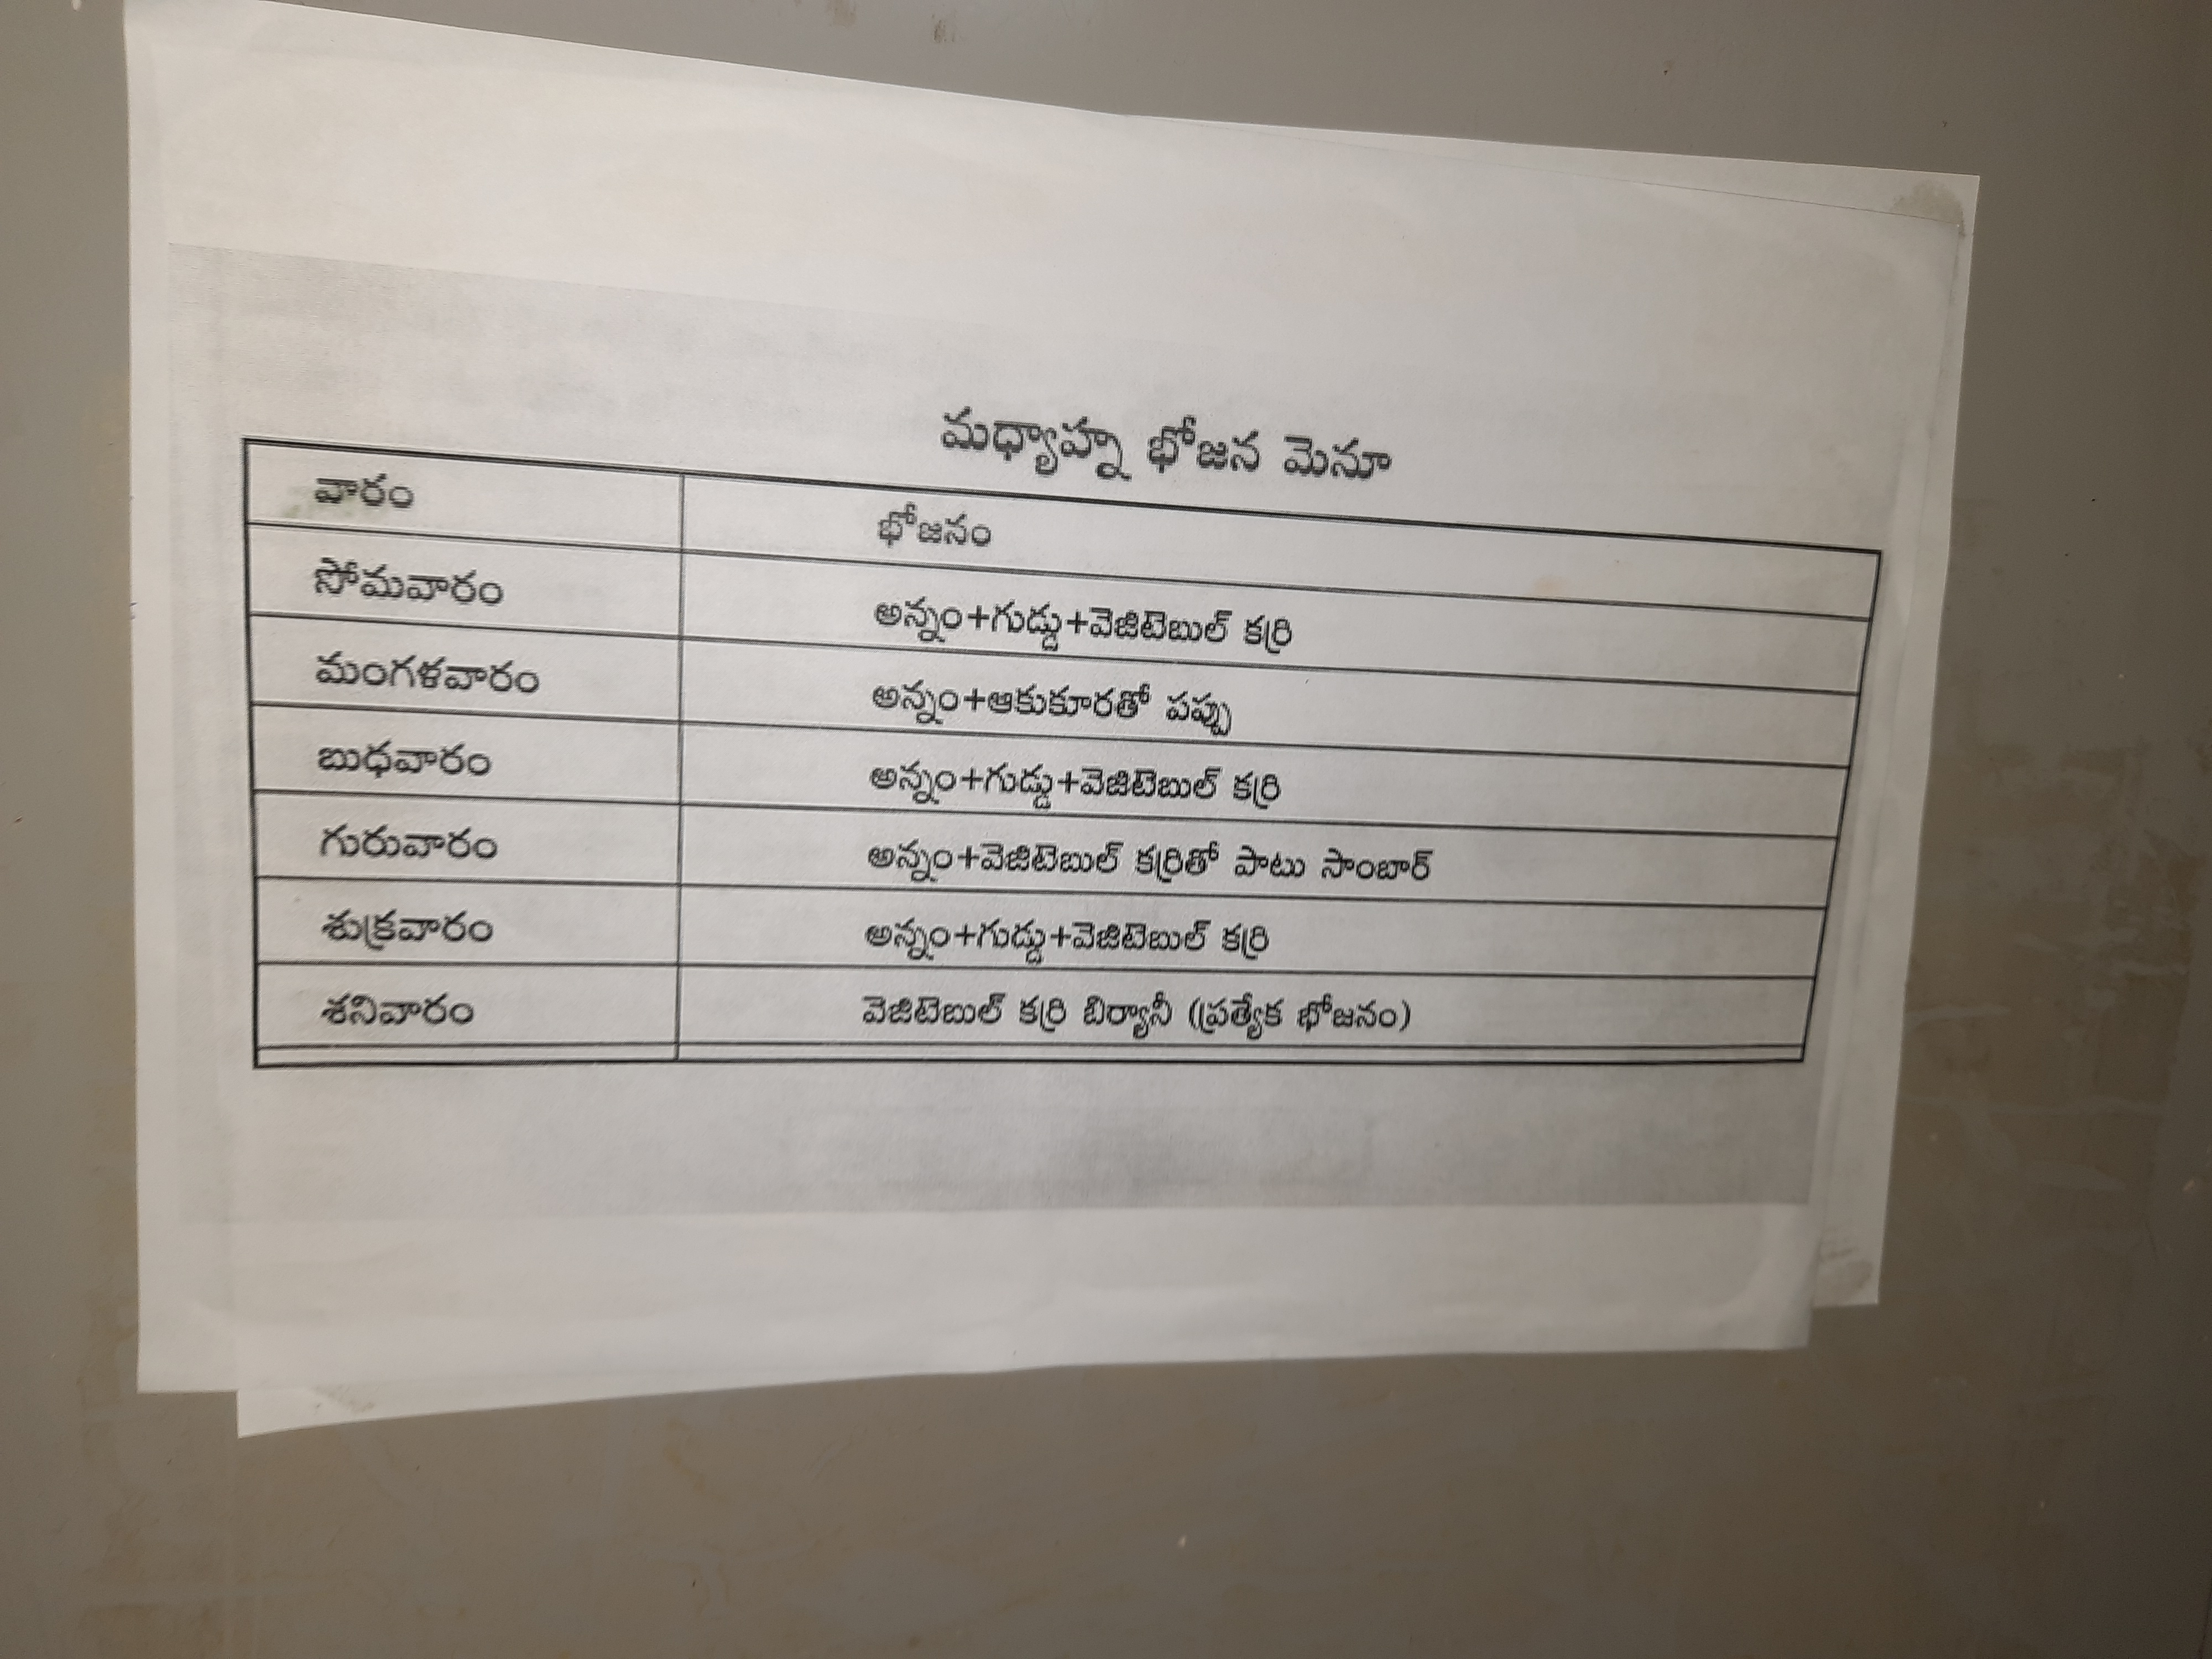 మధ్యాహ్న భోజన మెనూ
వారం భోజనం
సోమవారం అన్నం+గుడ్డు+వెజిటెబుల్ కర్రి
మంగళవారం అన్నం+ఆకుకూరతో పప్పు
బుధవారం అన్నం+గుడ్డు+వెజిటెబుల్ కర్రి
గురువారం అన్నం+వెజిటెబుల్ కర్రితో పాటు సాంబార్
శుక్రవారం అన్నం+గుడ్డు+వెజిటెబుల్ కర్రి
శనివారం వెజిటెబుల్ కర్రి బిర్యానీ (ప్రత్యేక భోజనం)